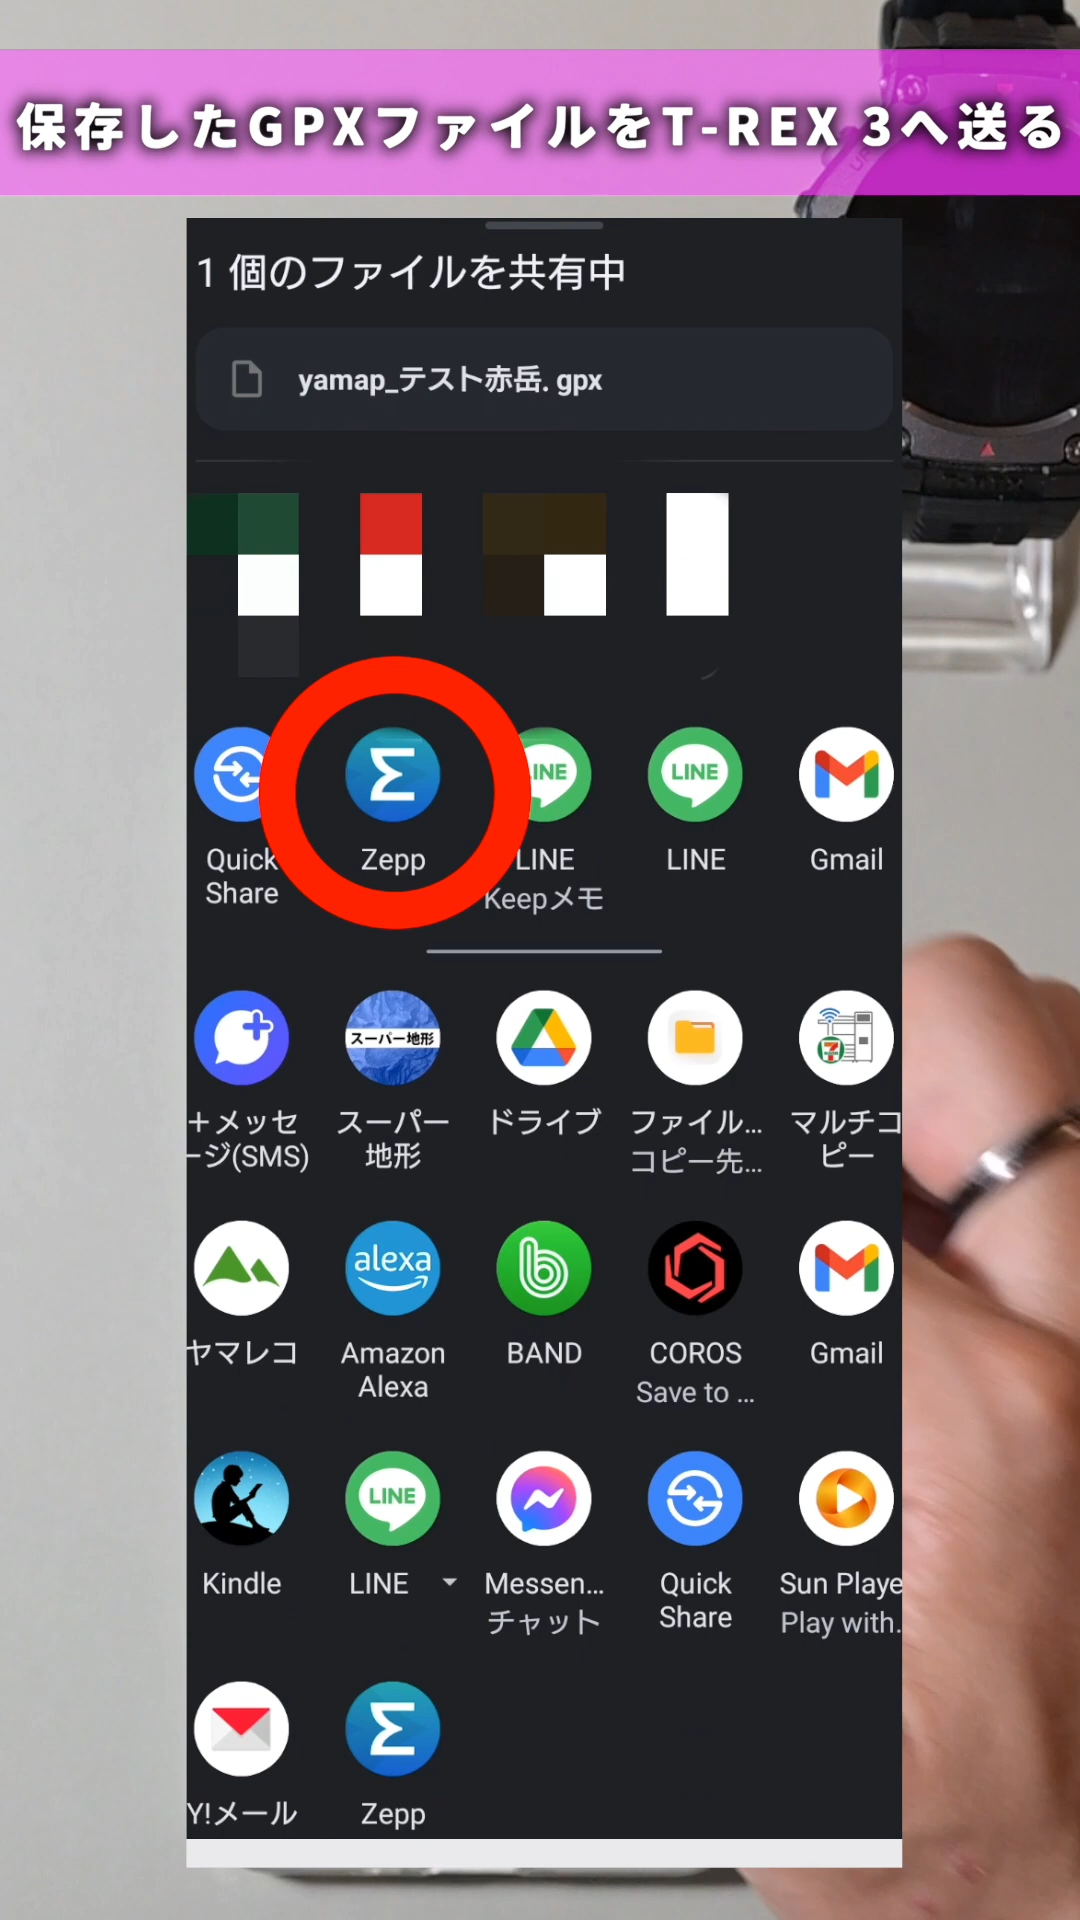 保存したGPXファイルをT-REX 3へ送る
1 個のファイルを共有中
yamap_テスト赤岳. gpx
LINE
LINE
Quick
Share
Zepp
LINE
Keepメモ
LINE
Gmail
スーパー地形
+メッセ
ージ(SMS)
スーパー
地形
ドライブ
ファイル...
コピー先...
マルチコ
ピー
alexa
ヤマレコ
Amazon
Alexa
BAND
COROS
Save to ...
Gmail
LINE
Kindle
LINE
Messen...
チャット
Quick
Share
Sun Playe
Play with.
Y!メール
Zepp